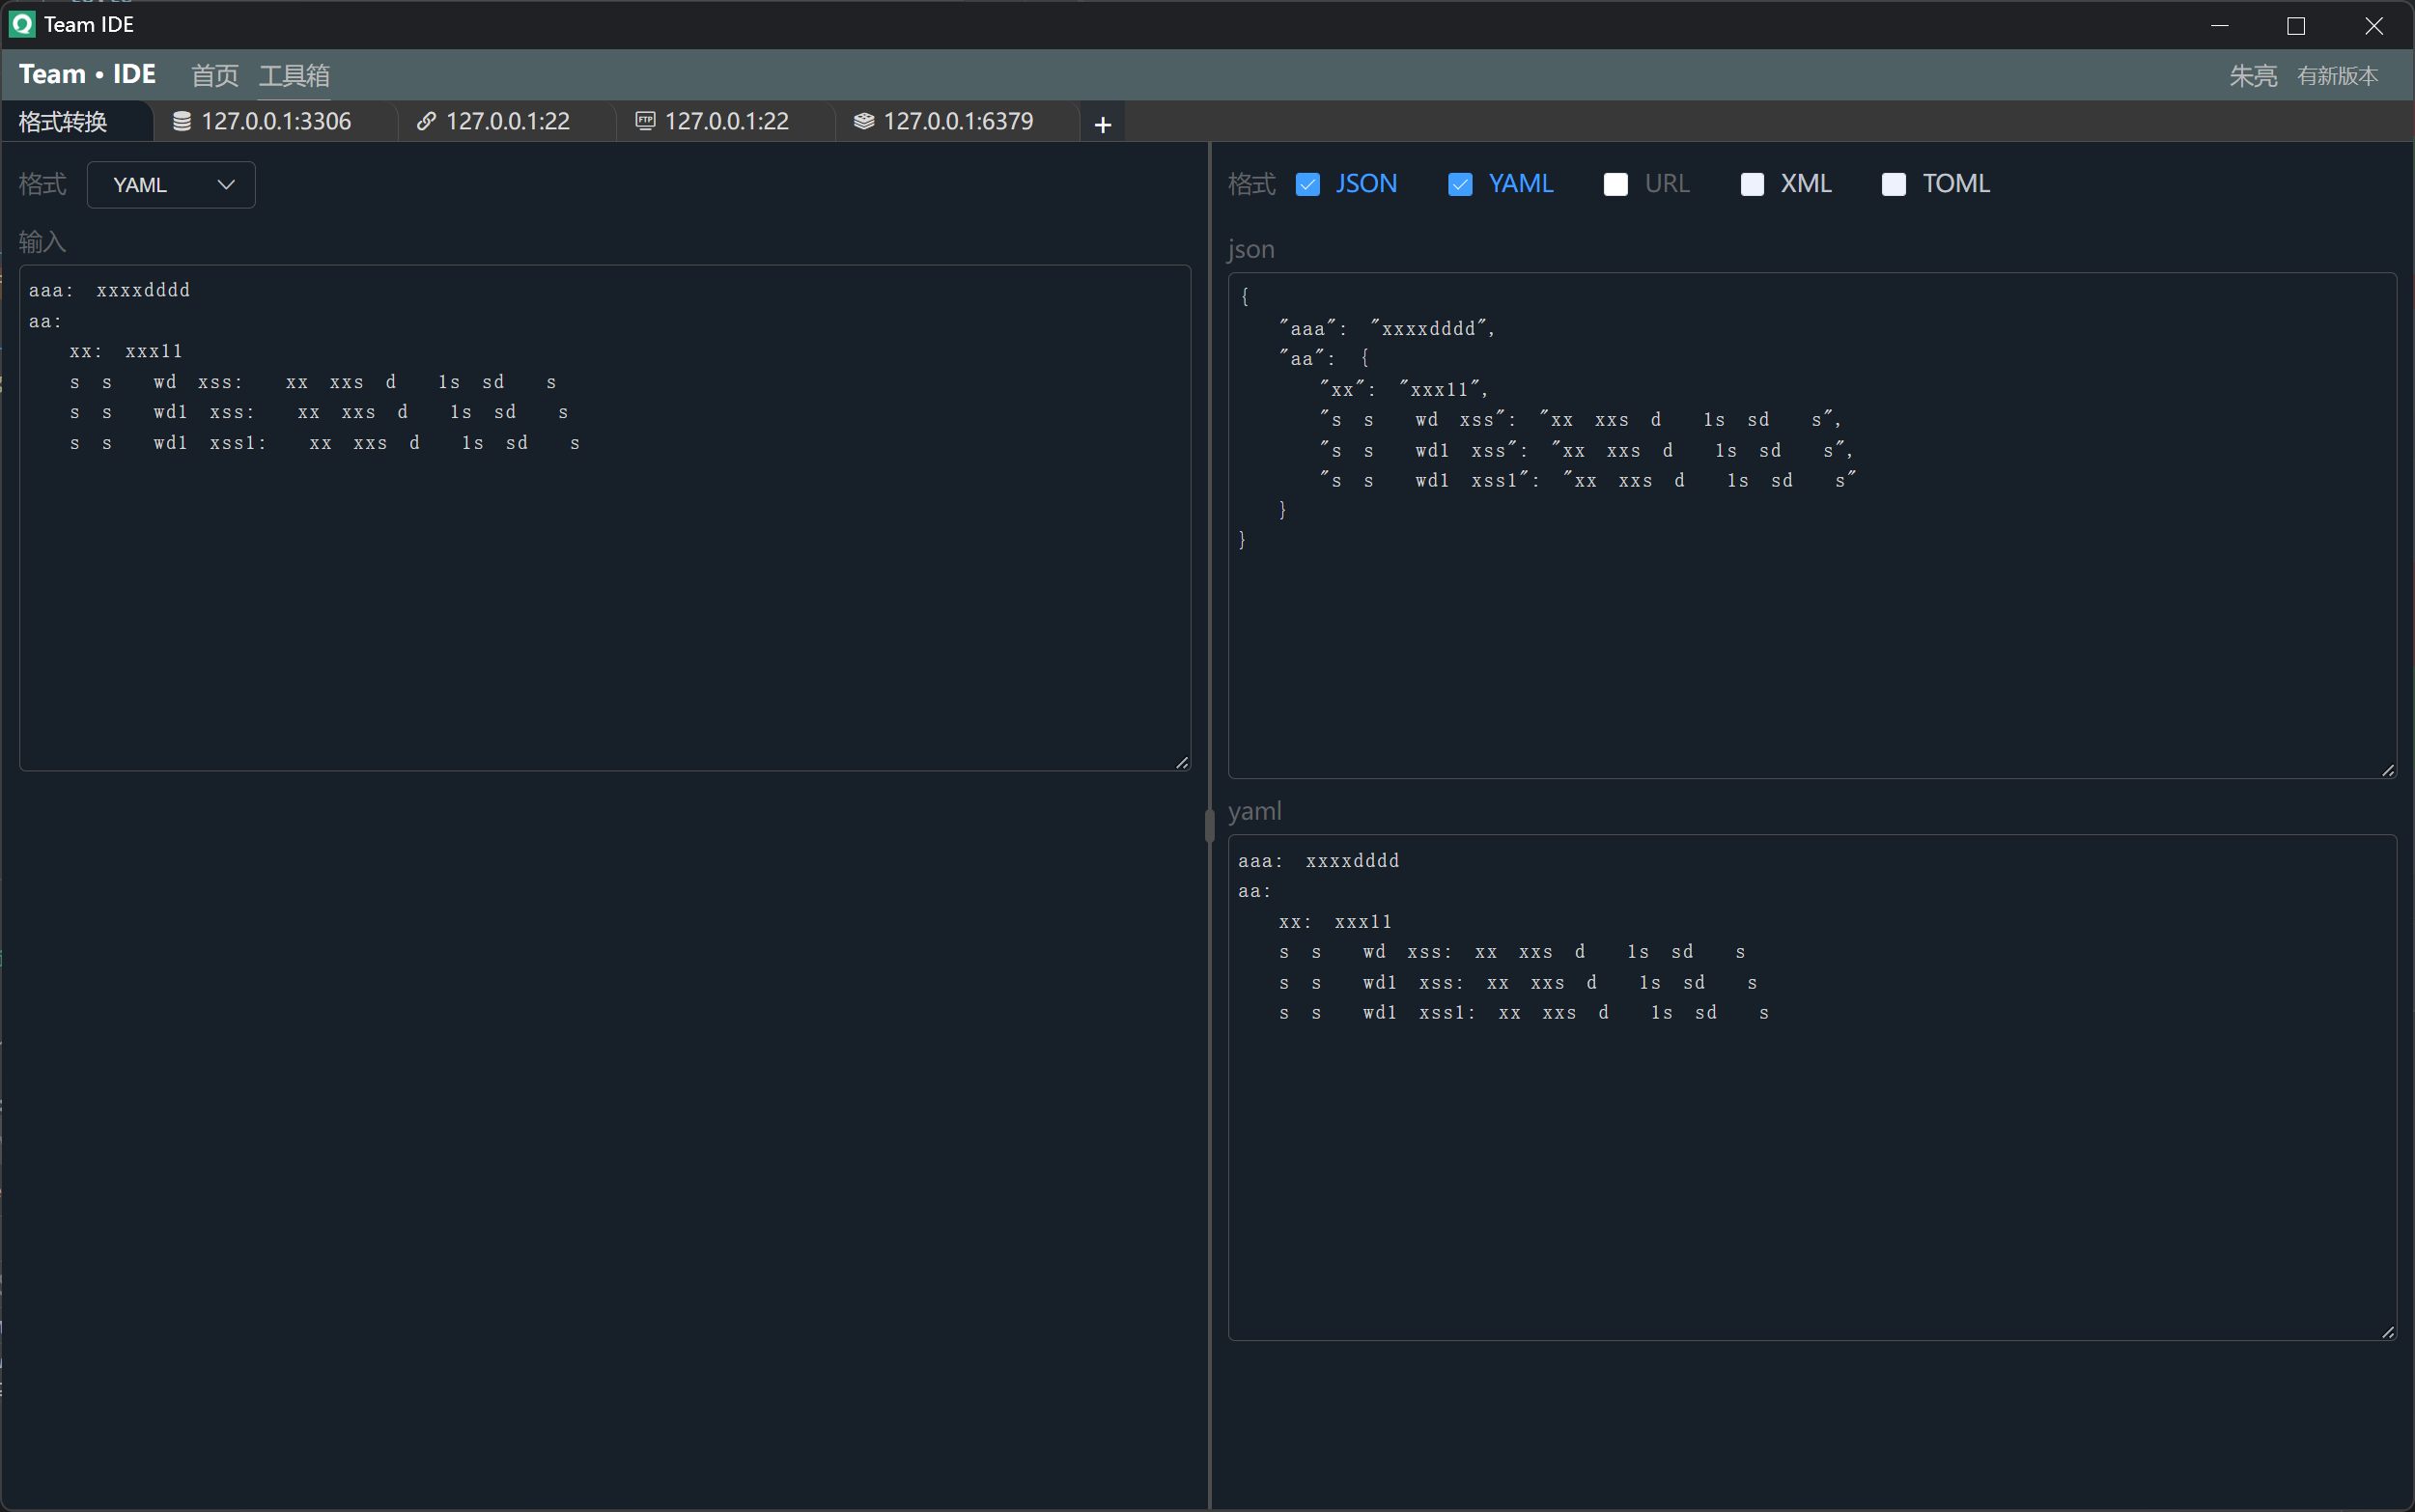 Team IDE
Team • IDE 首页 工具箱 朱亮 有新版本
格式转换 127.0.0.1:3306 127.0.0.1:22 FTP 127.0.0.1:22 127.0.0.1:6379 +
格式 YAML
输入
aaa: xxxxdddd
aa:
    xx: xxx11
    s s  wd xss:  xx xxs d  1s sd  s
    s s  wd1 xss:  xx xxs d  1s sd  s
    s s  wd1 xss1:  xx xxs d  1s sd  s
格式 JSON YAML URL XML TOML
json
{
    "aaa": "xxxxdddd",
    "aa": {
        "xx": "xxx11",
        "s s  wd xss": "xx xxs d  1s sd  s",
        "s s  wd1 xss": "xx xxs d  1s sd  s",
        "s s  wd1 xss1": "xx xxs d  1s sd  s"
    }
}
yaml
aaa: xxxxdddd
aa:
    xx: xxx11
    s s  wd xss: xx xxs d  1s sd  s
    s s  wd1 xss: xx xxs d  1s sd  s
    s s  wd1 xss1: xx xxs d  1s sd  s